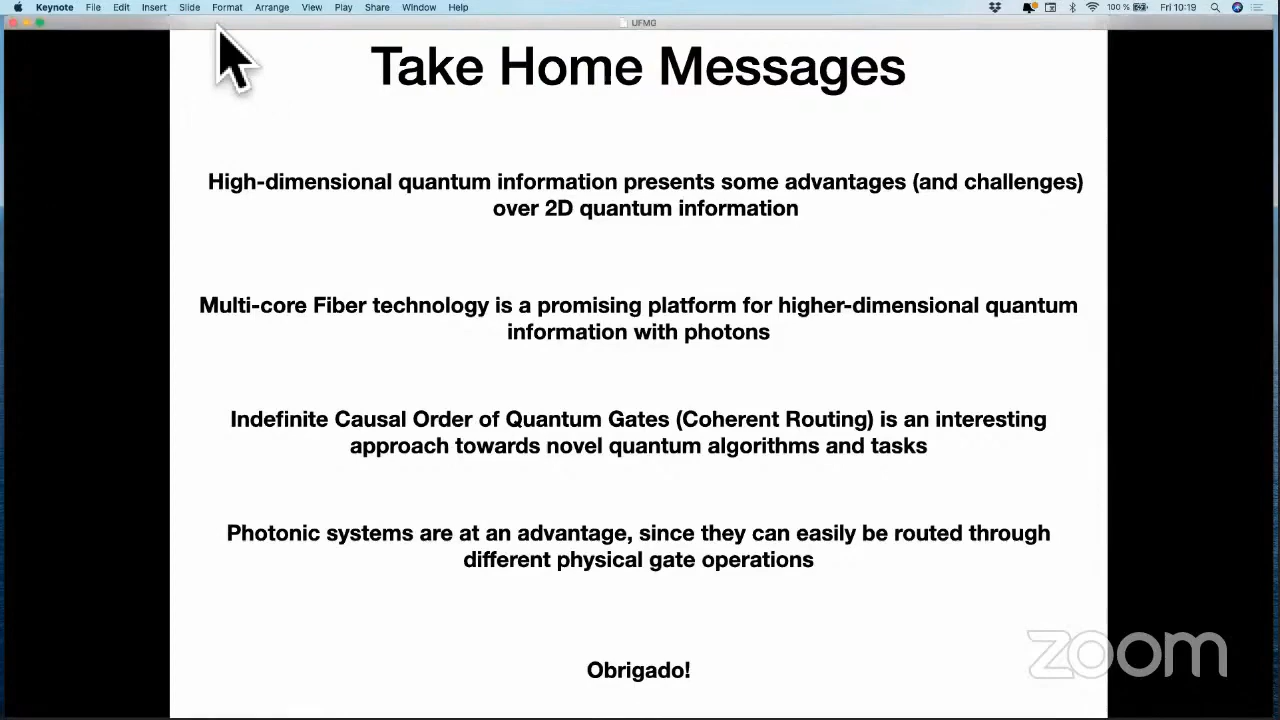 Keynote File Edit Insert Slide Format Arrange View Play Share Window Help 100 % Fri 10:19
UFMG
Take Home Messages
High-dimensional quantum information presents some advantages (and challenges)
over 2D quantum information
Multi-core Fiber technology is a promising platform for higher-dimensional quantum
information with photons
Indefinite Causal Order of Quantum Gates (Coherent Routing) is an interesting
approach towards novel quantum algorithms and tasks
Photonic systems are at an advantage, since they can easily be routed through
different physical gate operations
Obrigado!
zoom